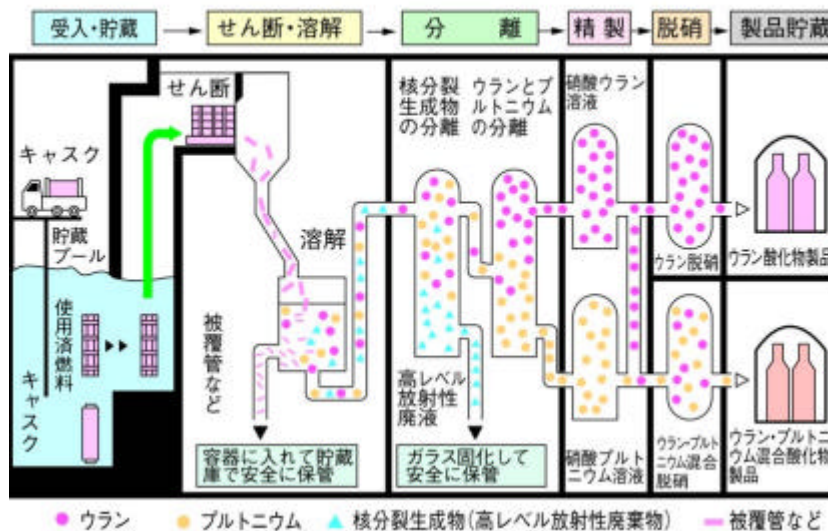 受入・貯蔵
せん断・溶解
分離
精製
脱硝
製品貯蔵
せん断
キャスク
貯蔵
プール
使用済燃料
キャスク
溶解
被覆管など
容器に入れて貯蔵
庫で安全に保管
核分裂
生成物
の分離
ウランとプ
ルトニウム
の分離
高レベル
放射性
廃液
ガラス固化して
安全に保管
硝酸ウラン
溶液
硝酸プルト
ニウム溶液
ウラン脱硝
ウラン・プルト
ニウム混合
脱硝
ウラン酸化物製品
ウラン・プルトニ
ウム混合酸化物
製品
ウラン
プルトニウム
核分裂生成物(高レベル放射性廃棄物)
被覆管など